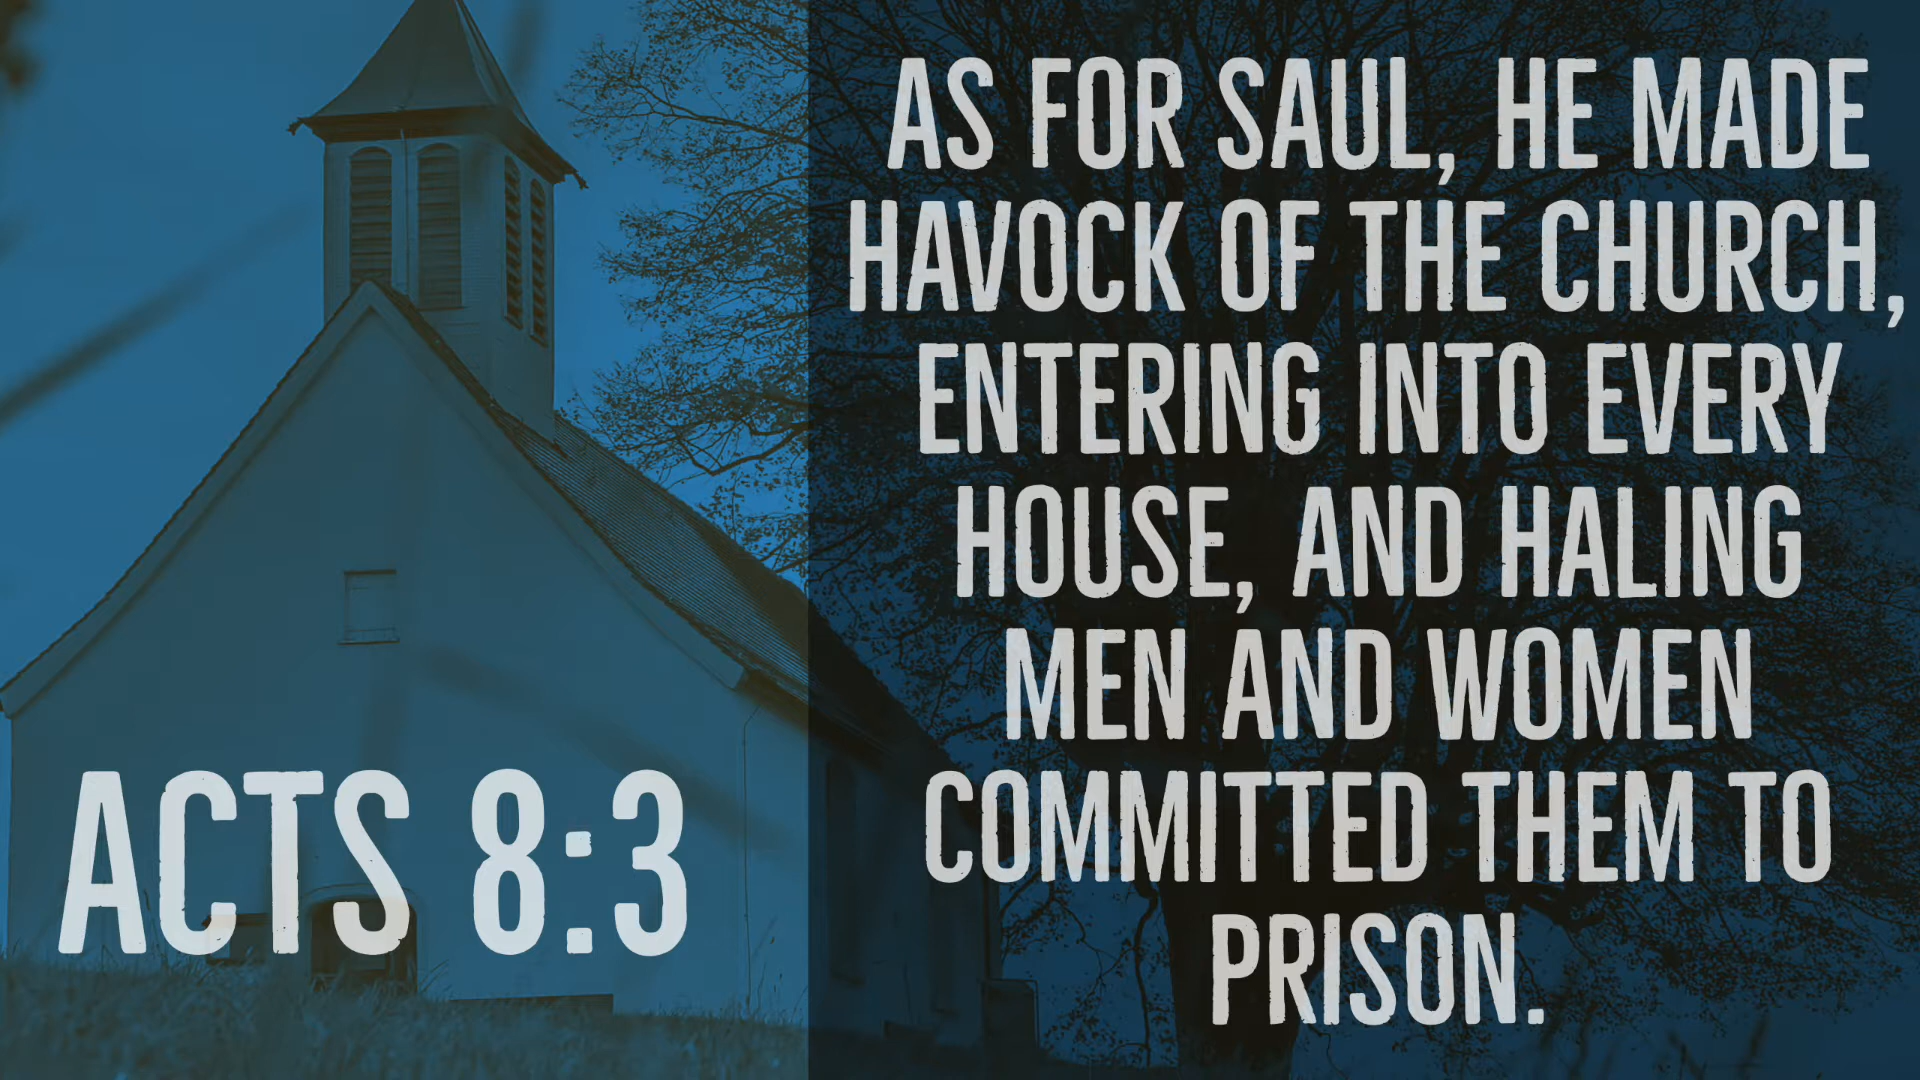 ACTS 8:3
AS FOR SAUL, HE MADE
HAVOCK OF THE CHURCH,
ENTERING INTO EVERY
HOUSE, AND HALING
MEN AND WOMEN
COMMITTED THEM TO
PRISON.